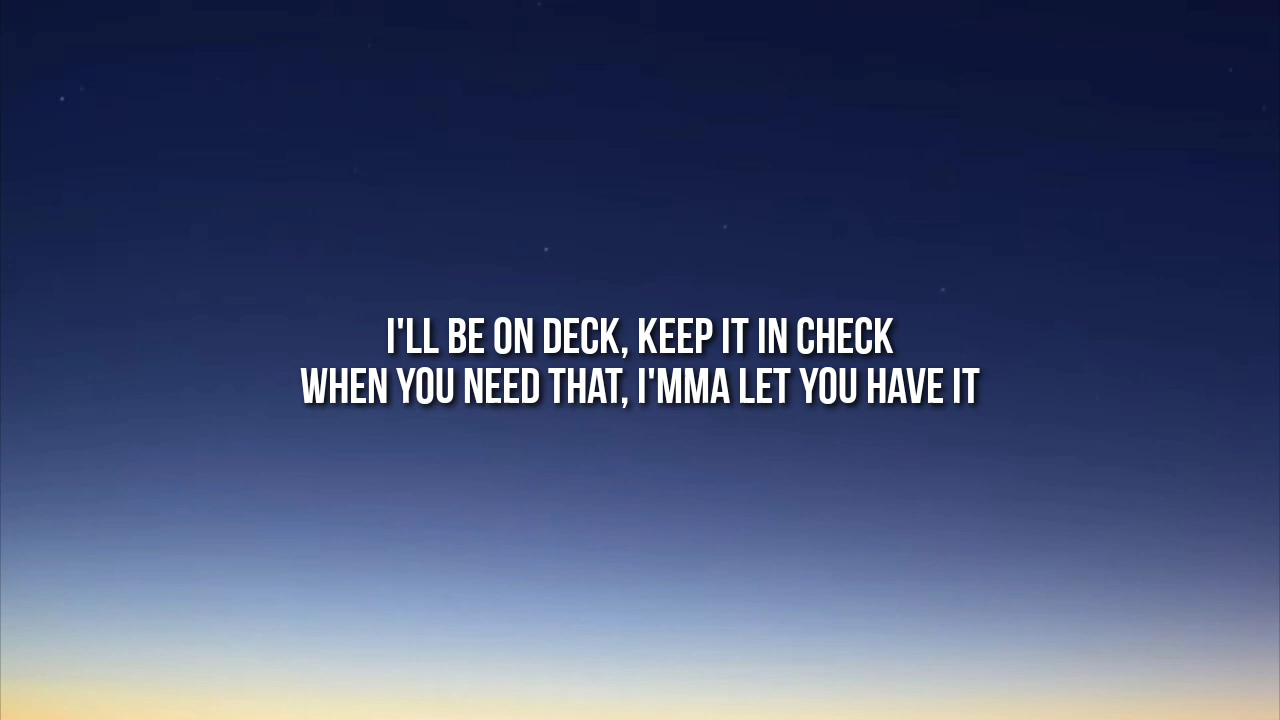 I'LL BE ON DECK, KEEP IT IN CHECK
WHEN YOU NEED THAT, I'MMA LET YOU HAVE IT